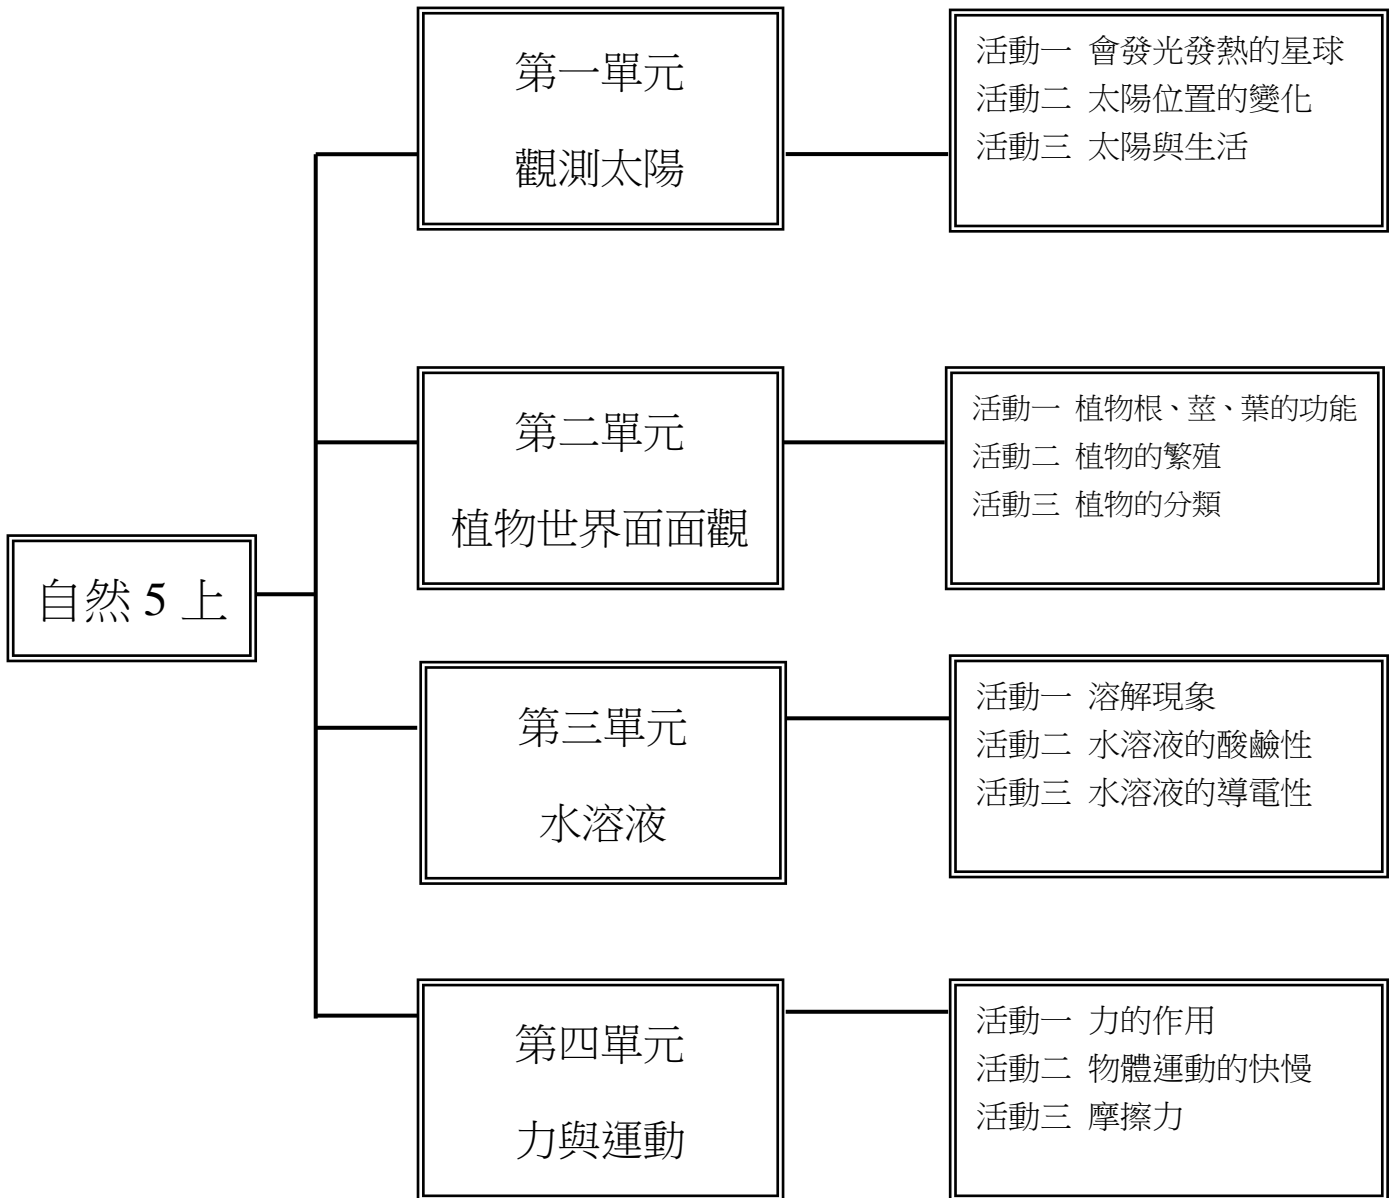 自然 5 上
第一單元
觀測太陽
活動一 會發光發熱的星球
活動二 太陽位置的變化
活動三 太陽與生活
第二單元
植物世界面面觀
活動一 植物根、莖、葉的功能
活動二 植物的繁殖
活動三 植物的分類
第三單元
水溶液
活動一 溶解現象
活動二 水溶液的酸鹼性
活動三 水溶液的導電性
第四單元
力與運動
活動一 力的作用
活動二 物體運動的快慢
活動三 摩擦力